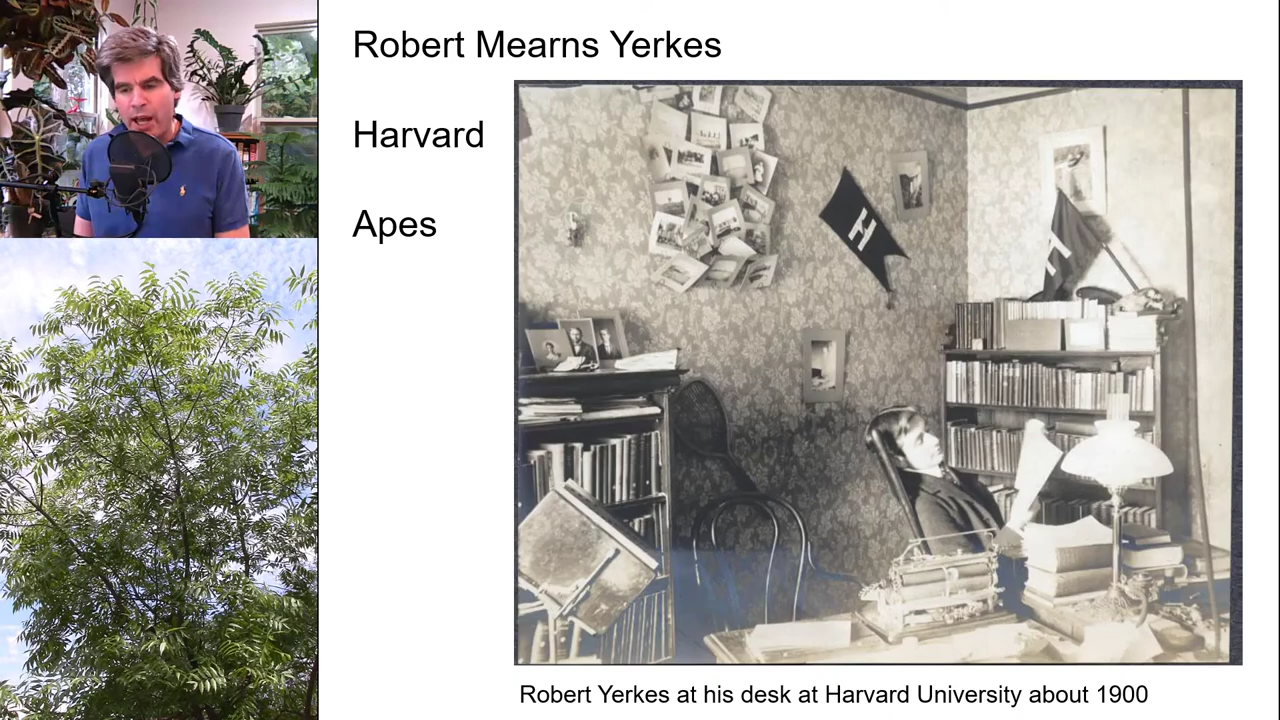 Robert Mearns Yerkes
Harvard
Apes
H
H
Robert Yerkes at his desk at Harvard University about 1900